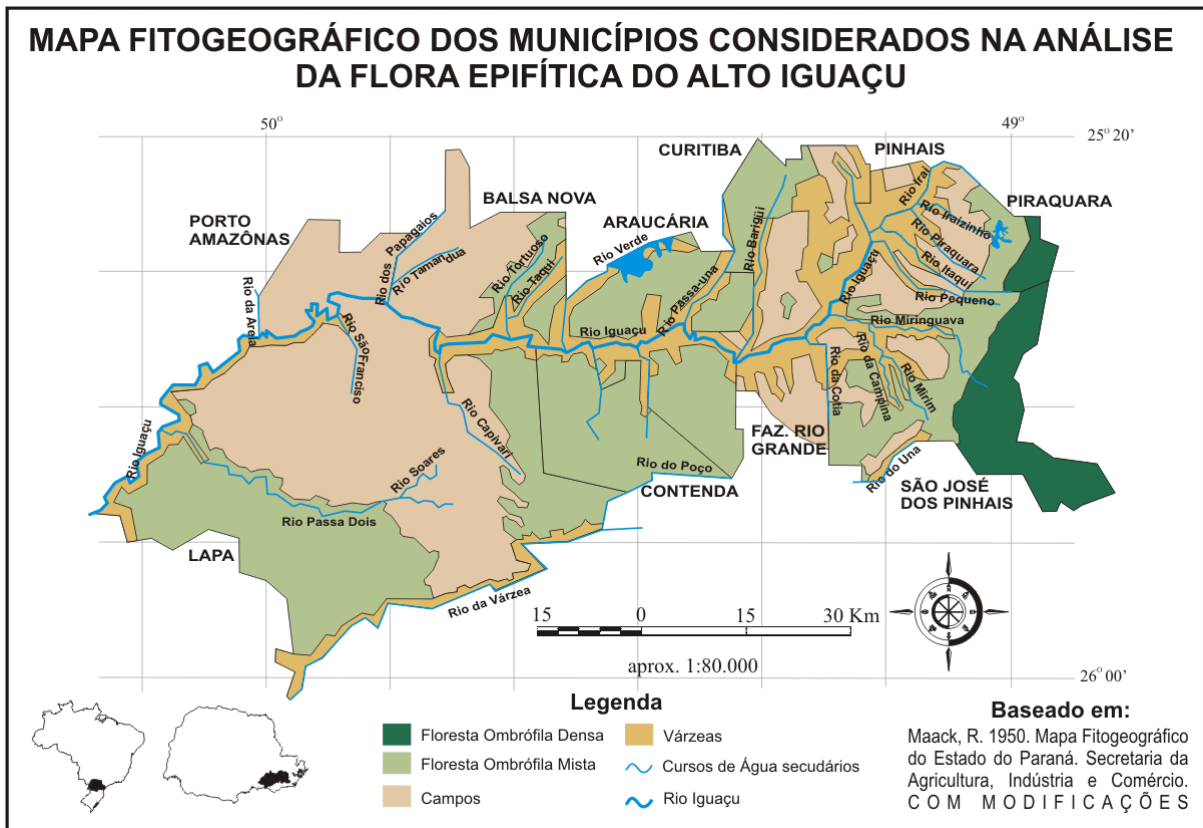 MAPA FITOGEOGRÁFICO DOS MUNICÍPIOS CONSIDERADOS NA ANÁLISE
DA FLORA EPIFÍTICA DO ALTO IGUAÇU
50°
49°
25°20'
CURITIBA
PINHAIS
PIRAQUARA
BALSA NOVA
ARAUCÁRIA
PORTO
AMAZÔNAS
Rio Irai
Rio Iraizinho
Rio Piraquara
Rio Itaqui
Rio Pequeno
Rio dos Papagaios
Rio Tamandua
Rio Tortuoso
Rio Taqui
Rio Verde
Rio Barigüi
Rio Passa-una
Rio Iguaçu
Rio da Areia
Rio São Franciso
Rio Iguaçu
Rio Miringuava
Rio da Cotia
Rio da Campina
Rio Mirim
Rio Capivari
Rio Iguaçu
FAZ. RIO
GRANDE
Rio do Una
Rio Soares
Rio do Poço
CONTENDA
SÃO JOSÉ
DOS PINHAIS
Rio Passa Dois
LAPA
Rio da Várzea
15 0 15 30 Km
aprox. 1:80.000
26°00'
Legenda
Floresta Ombrófila Densa
Floresta Ombrófila Mista
Campos
Várzeas
Cursos de Água secudários
Rio Iguaçu
Baseado em:
Maack, R. 1950. Mapa Fitogeográfico
do Estado do Paraná. Secretaria da
Agricultura, Indústria e Comércio.
COM MODIFICAÇÕES